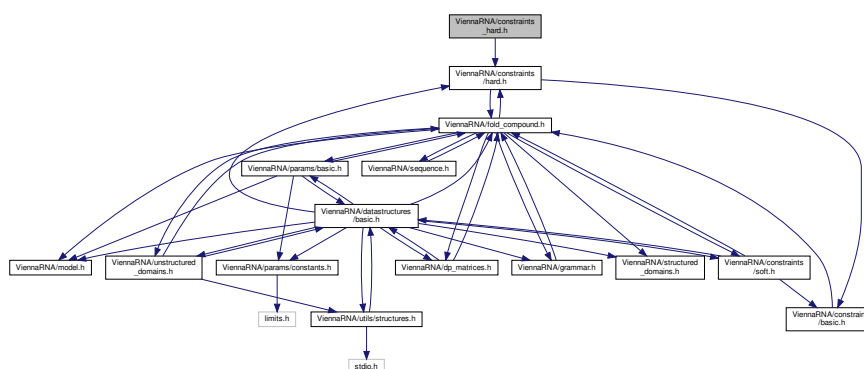 ViennaRNA/constraints
_hard.h
ViennaRNA/constraints
/hard.h
ViennaRNA/fold_compound.h
ViennaRNA/params/basic.h
ViennaRNA/sequence.h
ViennaRNA/datastructures
/basic.h
ViennaRNA/model.h
ViennaRNA/unstructured
_domains.h
ViennaRNA/params/constants.h
ViennaRNA/dp_matrices.h
ViennaRNA/grammar.h
ViennaRNA/structured
_domains.h
ViennaRNA/constraints
/soft.h
limits.h
ViennaRNA/utils/structures.h
ViennaRNA/constrain
/basic.h
stdio.h